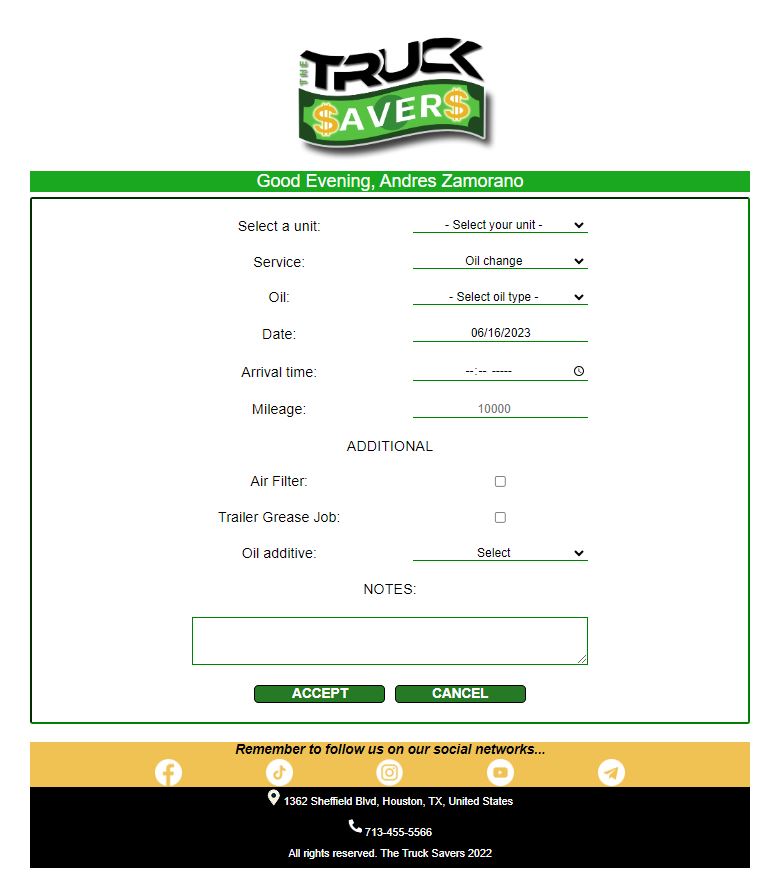 THE TRUCK
$AVER$
Good Evening, Andres Zamorano
Select a unit: - Select your unit -
Service: Oil change
Oil: - Select oil type -
Date: 06/16/2023
Arrival time: --:-- -----
Mileage: 10000
ADDITIONAL
Air Filter:
Trailer Grease Job:
Oil additive: Select
NOTES:
ACCEPT CANCEL
Remember to follow us on our social networks...
1362 Sheffield Blvd, Houston, TX, United States
713-455-5566
All rights reserved. The Truck Savers 2022